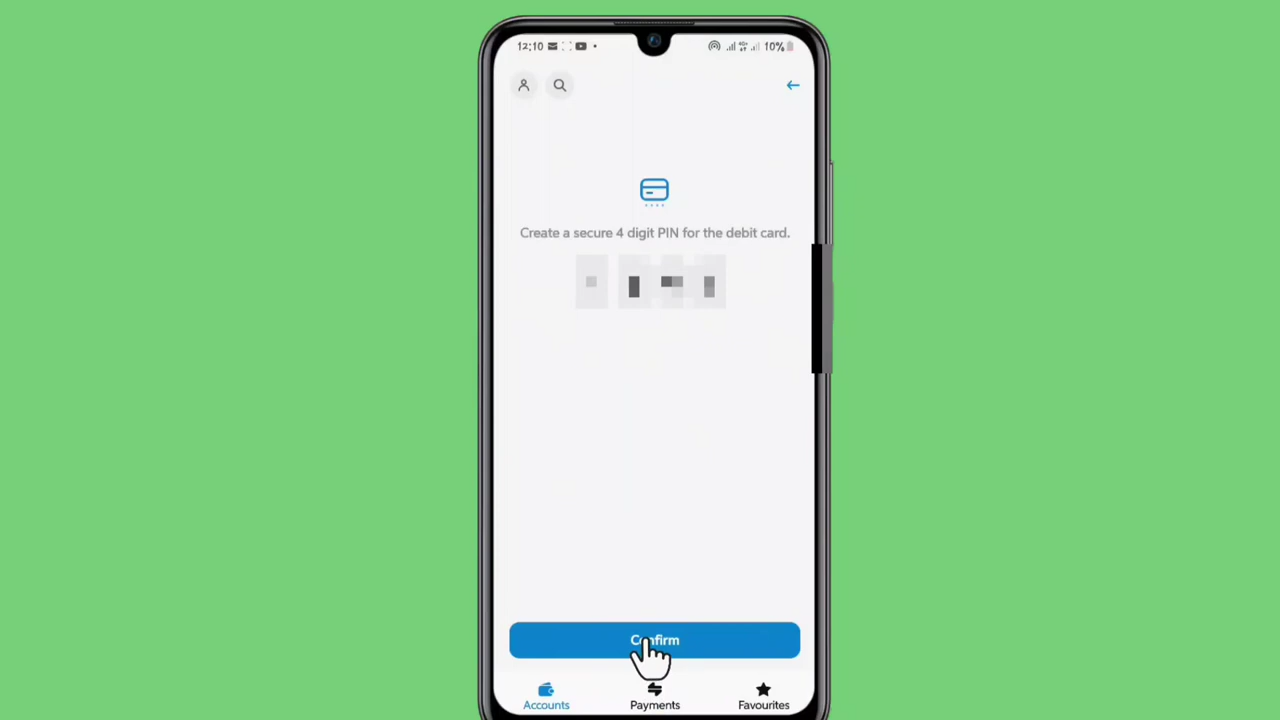 12:10
10%
Create a secure 4 digit PIN for the debit card.
Confirm
Accounts
Payments
Favourites